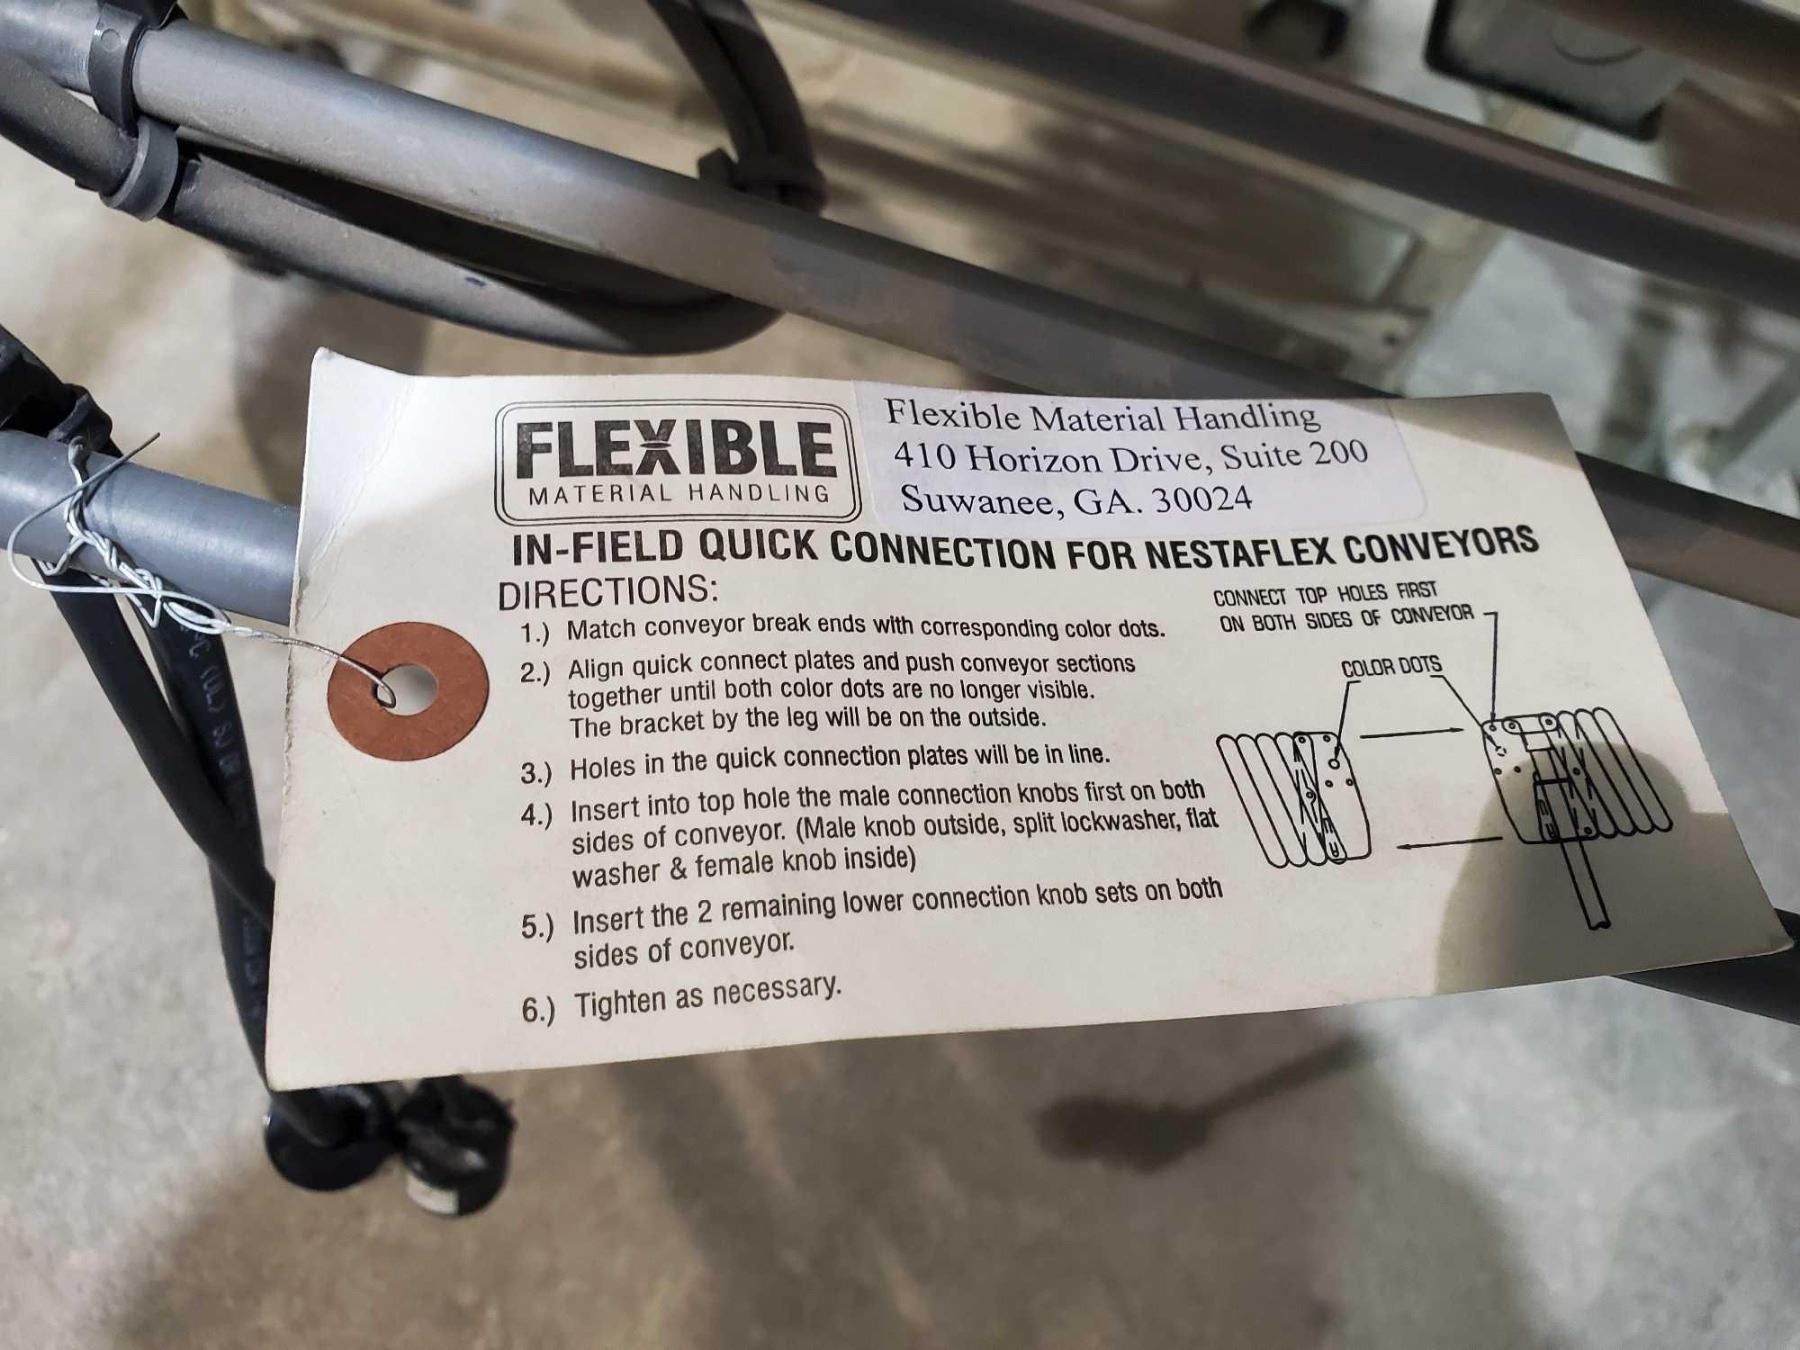 FLEXIBLE
MATERIAL HANDLING
Flexible Material Handling
410 Horizon Drive, Suite 200
Suwanee, GA. 30024
IN-FIELD QUICK CONNECTION FOR NESTAFLEX CONVEYORS
DIRECTIONS:
1.) Match conveyor break ends with corresponding color dots.
2.) Align quick connect plates and push conveyor sections
together until both color dots are no longer visible.
The bracket by the leg will be on the outside.
3.) Holes in the quick connection plates will be in line.
4.) Insert into top hole the male connection knobs first on both
sides of conveyor. (Male knob outside, split lockwasher, flat
washer & female knob inside)
5.) Insert the 2 remaining lower connection knob sets on both
sides of conveyor.
6.) Tighten as necessary.
CONNECT TOP HOLES FIRST
ON BOTH SIDES OF CONVEYOR
COLOR DOTS
(UL) SJ